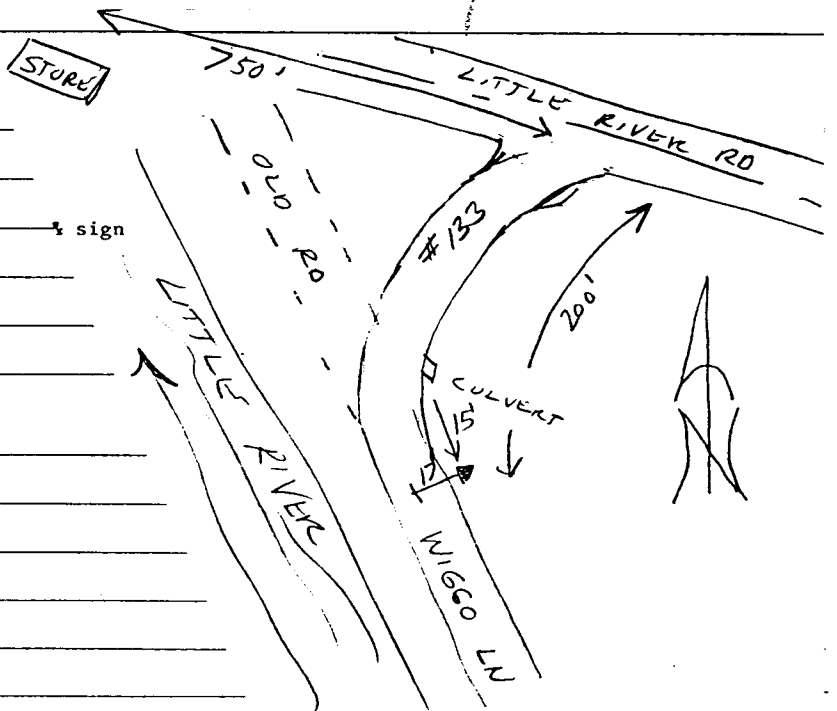 STORE
750'
LITTLE RIVER RD
OLD RD
# 133
sign
200'
LITTLE RIVER
CULVERT
15'
17
WIGGO LN
N